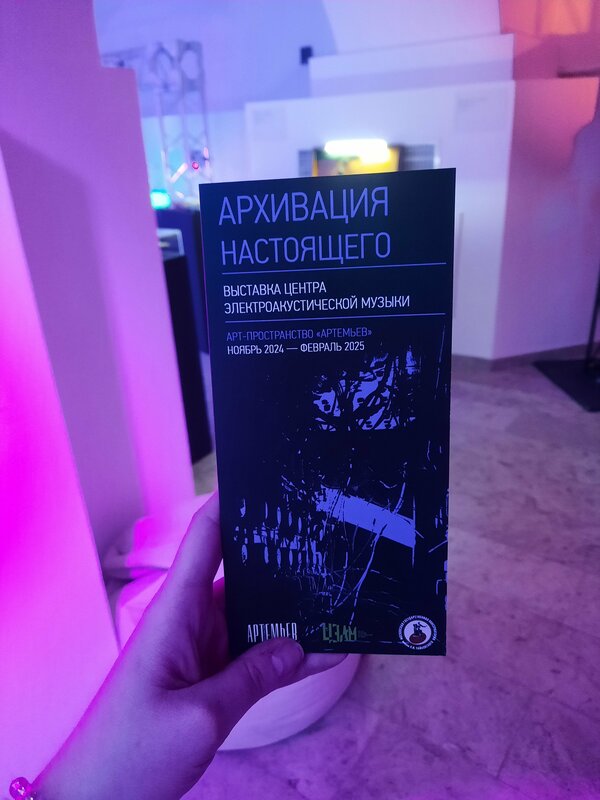 АРХИВАЦИЯ
НАСТОЯЩЕГО
ВЫСТАВКА ЦЕНТРА
ЭЛЕКТРОАКУСТИЧЕСКОЙ МУЗЫКИ
АРТ-ПРОСТРАНСТВО «АРТЕМЬЕВ»
НОЯБРЬ 2024 — ФЕВРАЛЬ 2025
АРТЕМЬЕВ